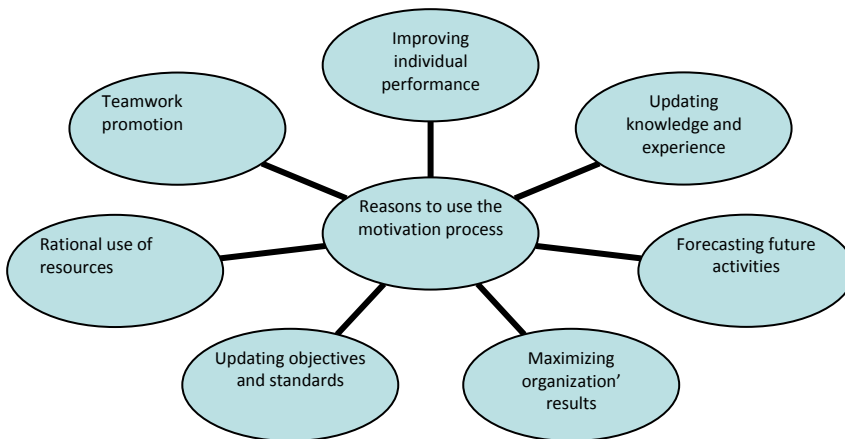 Improving
individual
performance
Teamwork
promotion
Updating
knowledge and
experience
Reasons to use the
motivation process
Rational use of
resources
Forecasting future
activities
Updating objectives
and standards
Maximizing
organization’
results